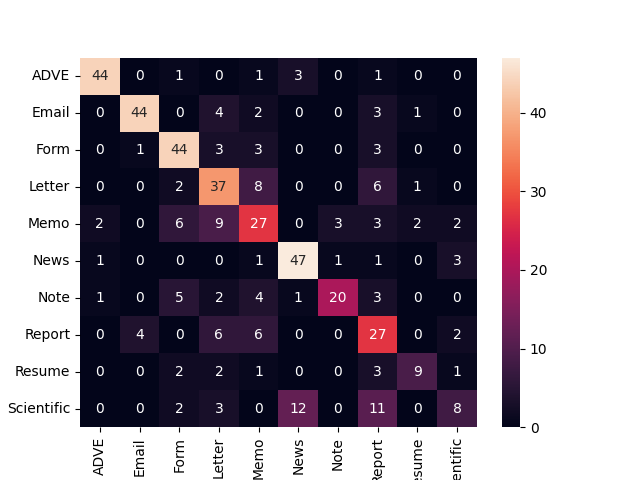 ADVE 44 0 1 0 1 3 0 1 0 0
Email 0 44 0 4 2 0 0 3 1 0
Form 0 1 44 3 3 0 0 3 0 0
Letter 0 0 2 37 8 0 0 6 1 0
Memo 2 0 6 9 27 0 3 3 2 2
News 1 0 0 0 1 47 1 1 0 3
Note 1 0 5 2 4 1 20 3 0 0
Report 0 4 0 6 6 0 0 27 0 2
Resume 0 0 2 2 1 0 0 3 9 1
Scientific 0 0 2 3 0 12 0 11 0 8
ADVE Email Form Letter Memo News Note Report esume entific
40
30
20
10
0